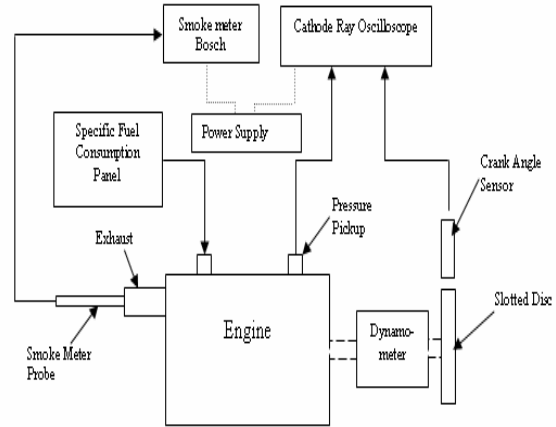 Smoke meter
Bosch
Cathode Ray Oscilloscope
Specific Fuel
Consumption
Panel
Power Supply
Crank Angle
Sensor
Pressure
Pickup
Exhaust
Slotted Disc
Engine
Dynamo-
meter
Smoke Meter
Probe